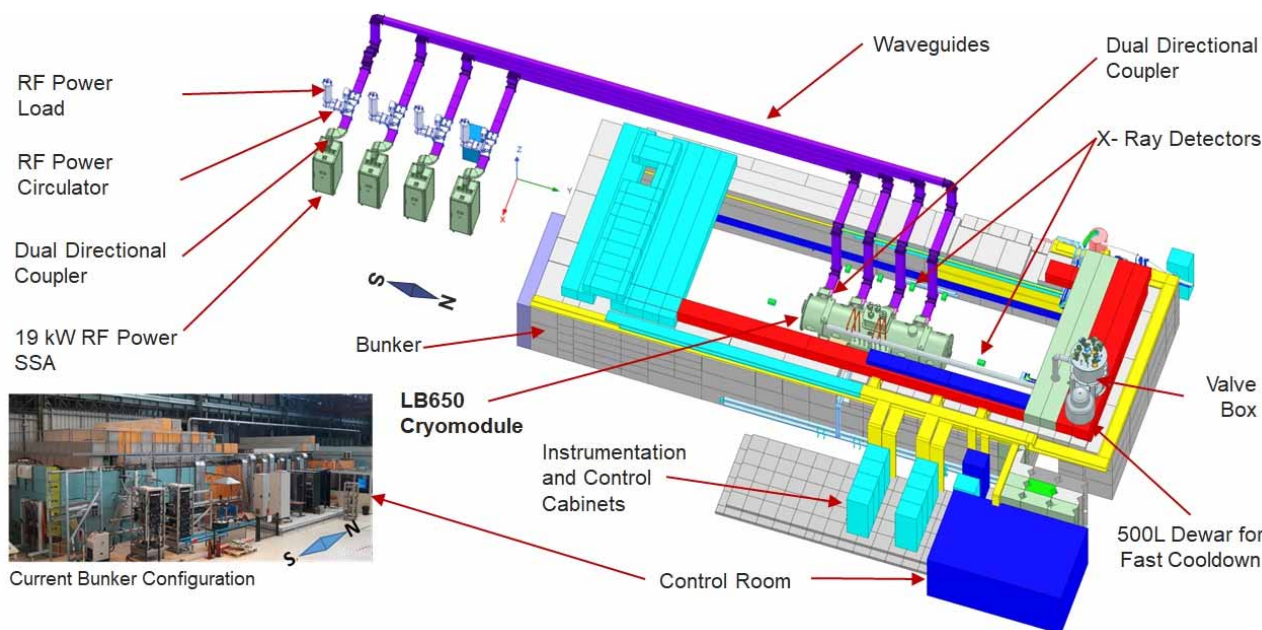 RF Power
Load
RF Power
Circulator
Dual Directional
Coupler
19 kW RF Power
SSA
Waveguides
Dual Directional
Coupler
X- Ray Detectors
Z
Y
X
S
N
Bunker
LB650
Cryomodule
Instrumentation
and Control
Cabinets
Control Room
Valve
Box
500L Dewar for
Fast Cooldown
N
S
Current Bunker Configuration